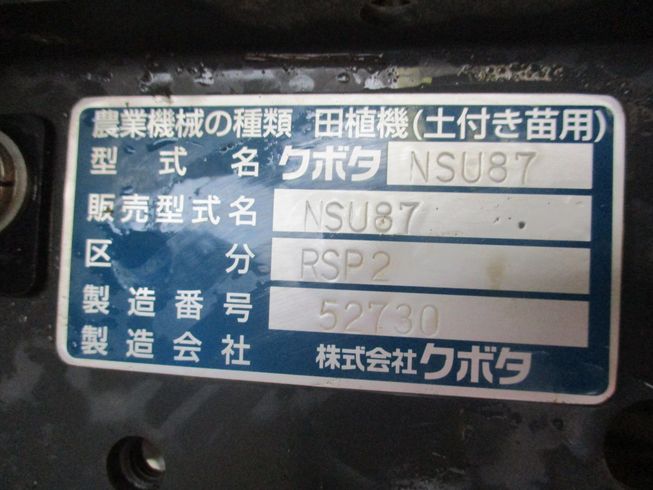 農業機械の種類 田植機(土付き苗用)
型式名 クボタ NSU87
販売型式名 NSU87
区分 RSP2
製造番号 52730
製造会社 株式会社クボタ